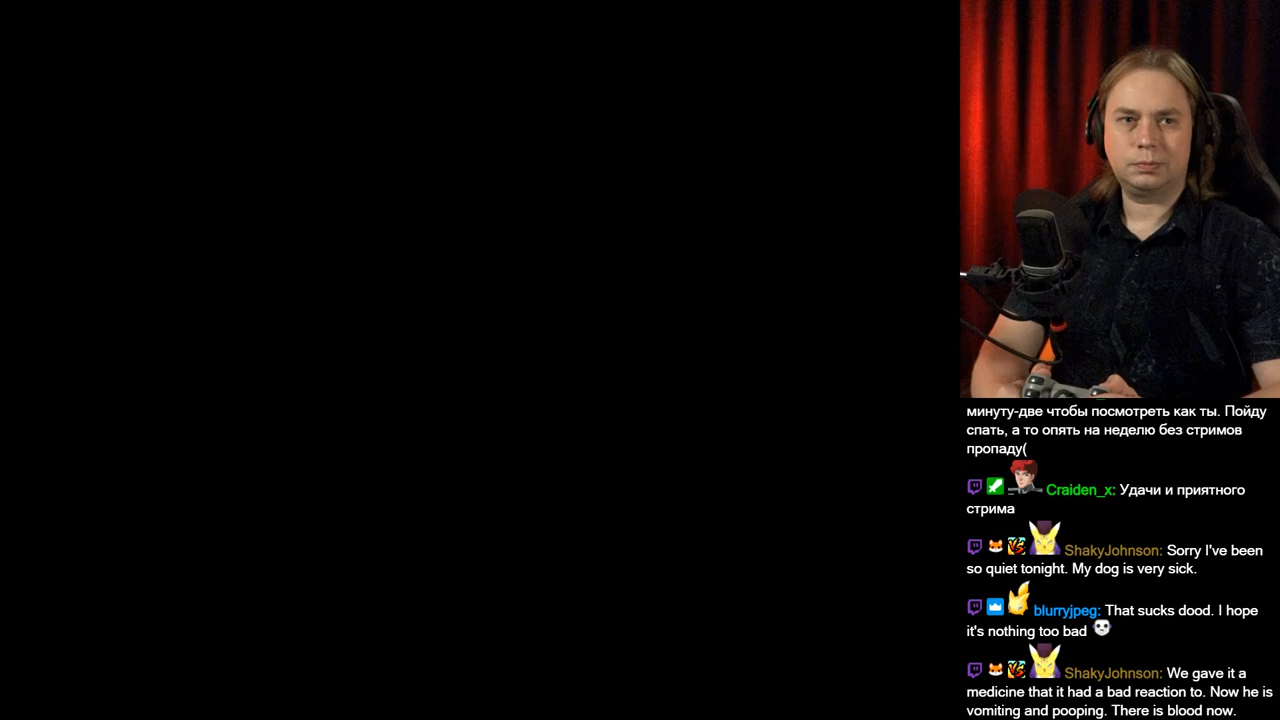 минуту-две чтобы посмотреть как ты. Пойду
спать, а то опять на неделю без стримов
пропаду(
Craiden_x: Удачи и приятного
стрима
ShakyJohnson: Sorry I've been
so quiet tonight. My dog is very sick.
blurryjpeg: That sucks dood. I hope
it's nothing too bad
ShakyJohnson: We gave it a
medicine that it had a bad reaction to. Now he is
vomiting and pooping. There is blood now.